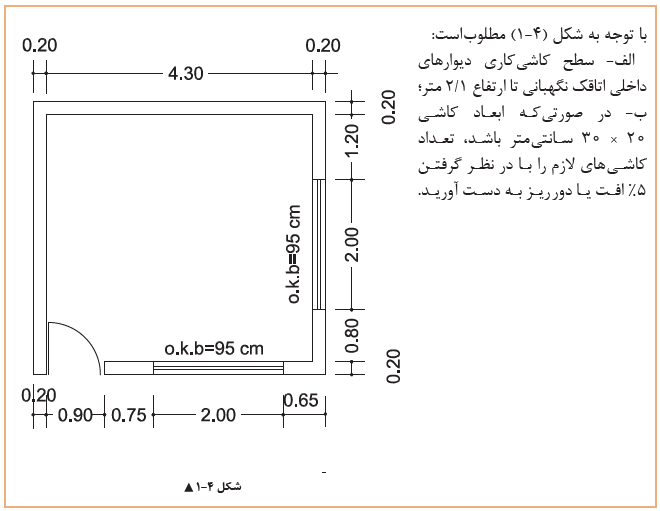 با توجه به شکل (۴-۱) مطلوب‌است:
الف- سطح کاشی‌کاری دیوارهای
داخلی اتاقک نگهبانی تا ارتفاع ۲/۱ متر؛
ب- در صورتی‌که ابعاد کاشی
۲۰ × ۳۰ سانتی‌متر باشد، تعداد
کاشی‌های لازم را با در نظر گرفتن
۵٪ افت یا دورریز به دست آورید.
0.20
0.20
4.30
0.20
1.20
2.00
o.k.b=95 cm
0.80
o.k.b=95 cm
0.20
0.20
0.90
0.75
2.00
0.65
شکل ۴-۱▲